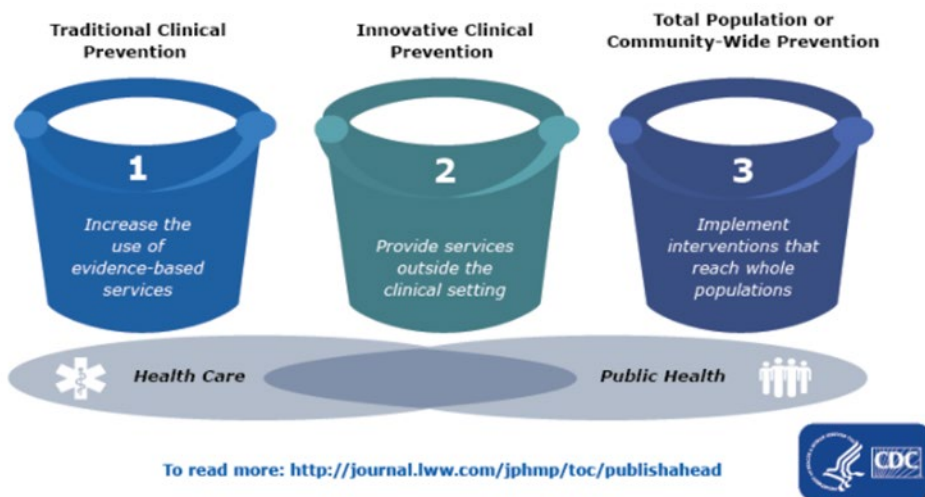 Traditional Clinical
Prevention
Innovative Clinical
Prevention
Total Population or
Community-Wide Prevention
1
Increase the
use of
evidence-based
services
2
Provide services
outside the
clinical setting
3
Implement
interventions that
reach whole
populations
Health Care
Public Health
To read more: http://journal.lww.com/jphmp/toc/publishahead
CDC